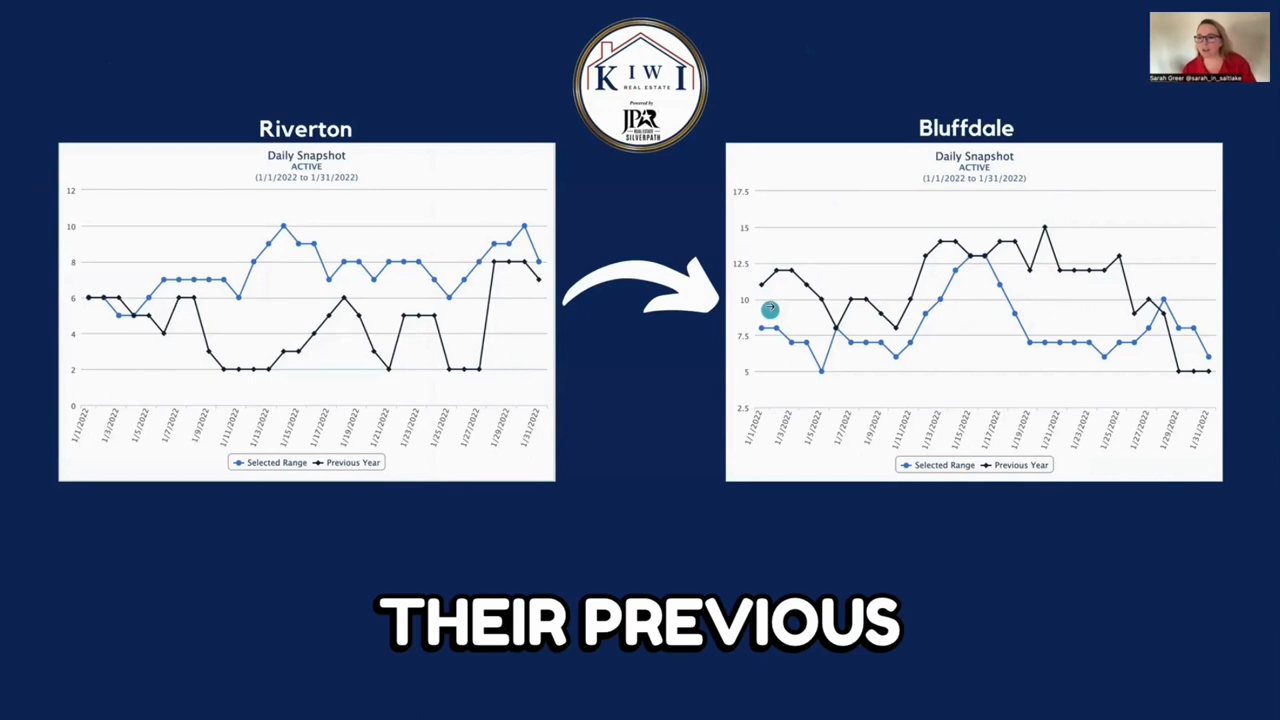 KIWI
REAL ESTATE
Powered by
JPAR
REAL ESTATE
SILVERPATH
Sarah Greer @sarah_in_saltlake
Riverton
Daily Snapshot
ACTIVE
(1/1/2022 to 1/31/2022)
12
10
8
6
4
2
0
1/1/2022
1/3/2022
1/5/2022
1/7/2022
1/9/2022
1/11/2022
1/13/2022
1/15/2022
1/17/2022
1/19/2022
1/21/2022
1/23/2022
1/25/2022
1/27/2022
1/29/2022
1/31/2022
Selected Range Previous Year
Bluffdale
Daily Snapshot
ACTIVE
(1/1/2022 to 1/31/2022)
17.5
15
12.5
10
7.5
5
2.5
1/1/2022
1/3/2022
1/5/2022
1/7/2022
1/9/2022
1/11/2022
1/13/2022
1/15/2022
1/17/2022
1/19/2022
1/21/2022
1/23/2022
1/25/2022
1/27/2022
1/29/2022
1/31/2022
Selected Range Previous Year
THEIR PREVIOUS